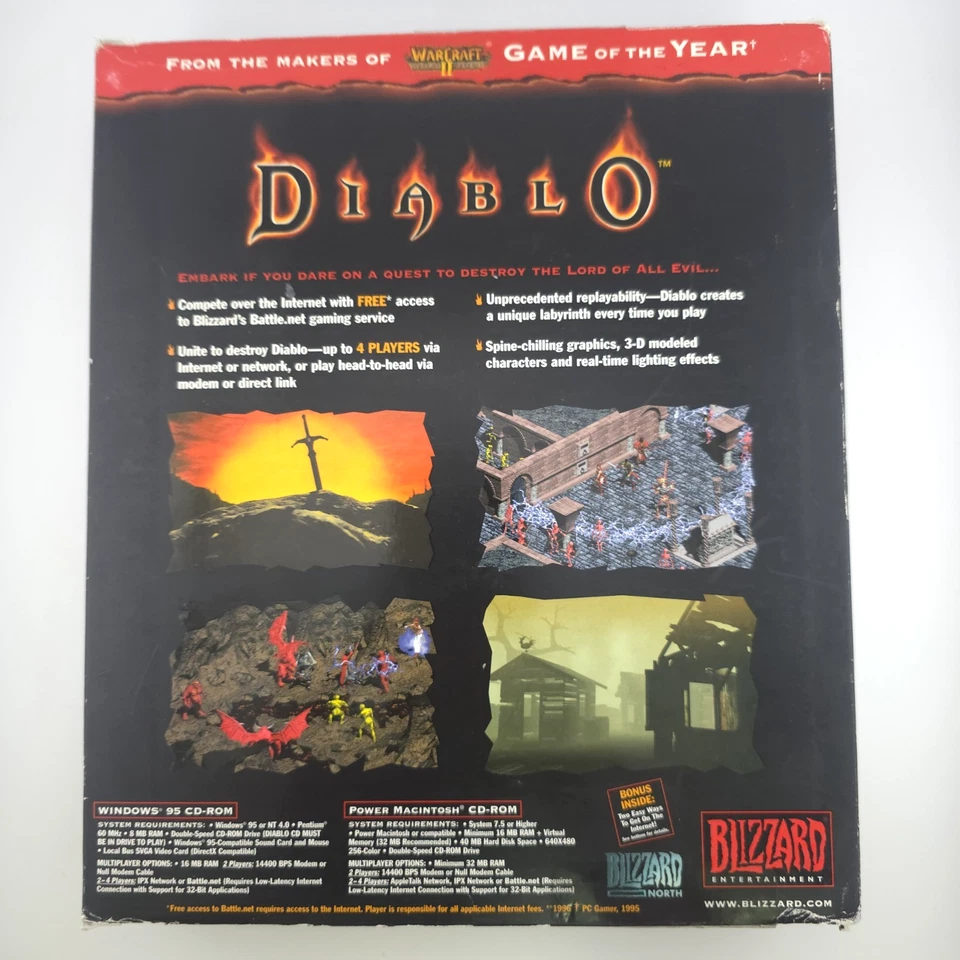 FROM THE MAKERS OF WARCRAFT II GAME OF THE YEAR†
DIABLO™
EMBARK IF YOU DARE ON A QUEST TO DESTROY THE LORD OF ALL EVIL...
Compete over the Internet with FREE* access
to Blizzard's Battle.net gaming service
Unite to destroy Diablo—up to 4 PLAYERS via
Internet or network, or play head-to-head via
modem or direct link
Unprecedented replayability—Diablo creates
a unique labyrinth every time you play
Spine-chilling graphics, 3-D modeled
characters and real-time lighting effects
WINDOWS® 95 CD-ROM
SYSTEM REQUIREMENTS: • Windows® 95 or NT 4.0 • Pentium®
60 MHz • 8 MB RAM • Double-Speed CD-ROM Drive (DIABLO CD MUST
BE IN DRIVE TO PLAY) • Windows® 95-Compatible Sound Card and Mouse
• Local Bus SVGA Video Card (DirectX Compatible)
MULTIPLAYER OPTIONS: • 16 MB RAM 2 Players: 14400 BPS Modem or
Null Modem Cable
2-4 Players: IPX Network or Battle.net (Requires Low-Latency Internet
Connection with Support for 32-Bit Applications)
POWER MACINTOSH® CD-ROM
SYSTEM REQUIREMENTS: • System 7.5 or Higher
• Power Macintosh or compatible • Minimum 16 MB RAM + Virtual
Memory (32 MB Recommended) • 40 MB Hard Disk Space • 640X480
256-Color • Double-Speed CD-ROM Drive
MULTIPLAYER OPTIONS: • Minimum 32 MB RAM
2 Players: 14400 BPS Modem or Null Modem Cable
2-4 Players: AppleTalk Network, IPX Network or Battle.net (Requires
Low-Latency Internet Connection with Support for 32-Bit Applications)
BONUS
INSIDE:
Two Easy Ways
To Get On The
Internet!
See bottom for details.
BLIZZARD
NORTH
BLIZZARD
ENTERTAINMENT
WWW.BLIZZARD.COM
*Free access to Battle.net requires access to the Internet. Player is responsible for all applicable Internet fees. † PC Gamer, 1995